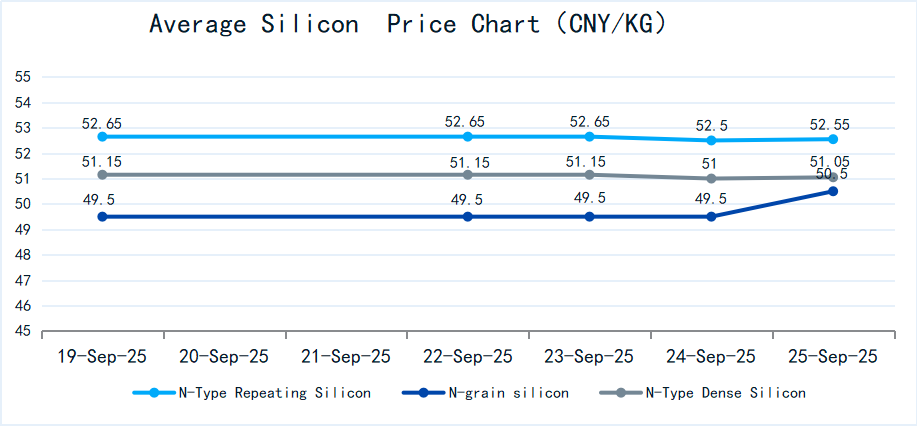 Average Silicon  Price Chart (CNY/KG)
55
54
53
52
51
50
49
48
47
46
45
52.65 52.65 52.65 52.5 52.55
51.15 51.15 51.15 51 51.05
49.5 49.5 49.5 49.5 50.5
19-Sep-25 20-Sep-25 21-Sep-25 22-Sep-25 23-Sep-25 24-Sep-25 25-Sep-25
N-Type Repeating Silicon N-grain silicon N-Type Dense Silicon